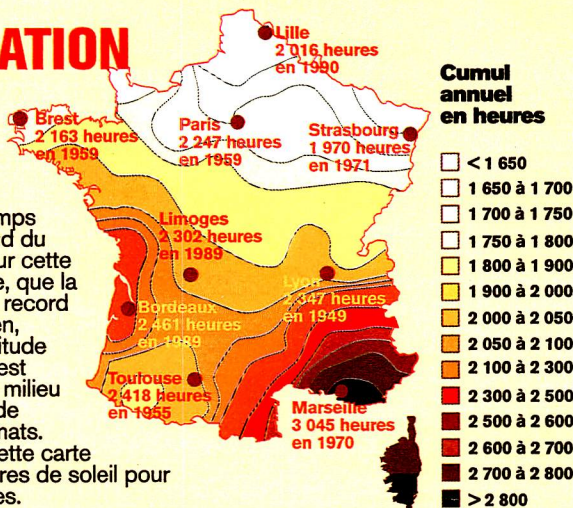 ATION
Lille
2 016 heures
en 1990
Brest
2 163 heures
en 1959
Paris
2 247 heures
en 1959
Strasbourg
1 970 heures
en 1971
Limoges
2 302 heures
en 1989
Lyon
2 347 heures
en 1949
Bordeaux
2 461 heures
en 1989
Toulouse
2 418 heures
en 1955
Marseille
3 045 heures
en 1970
mps
d du
ur cette
e, que la
record
en,
itude
est
milieu
de
mats.
ette carte
res de soleil pour
es.
Cumul
annuel
en heures
< 1 650
1 650 à 1 700
1 700 à 1 750
1 750 à 1 800
1 800 à 1 900
1 900 à 2 000
2 000 à 2 050
2 050 à 2 100
2 100 à 2 300
2 300 à 2 500
2 500 à 2 600
2 600 à 2 700
2 700 à 2 800
> 2 800